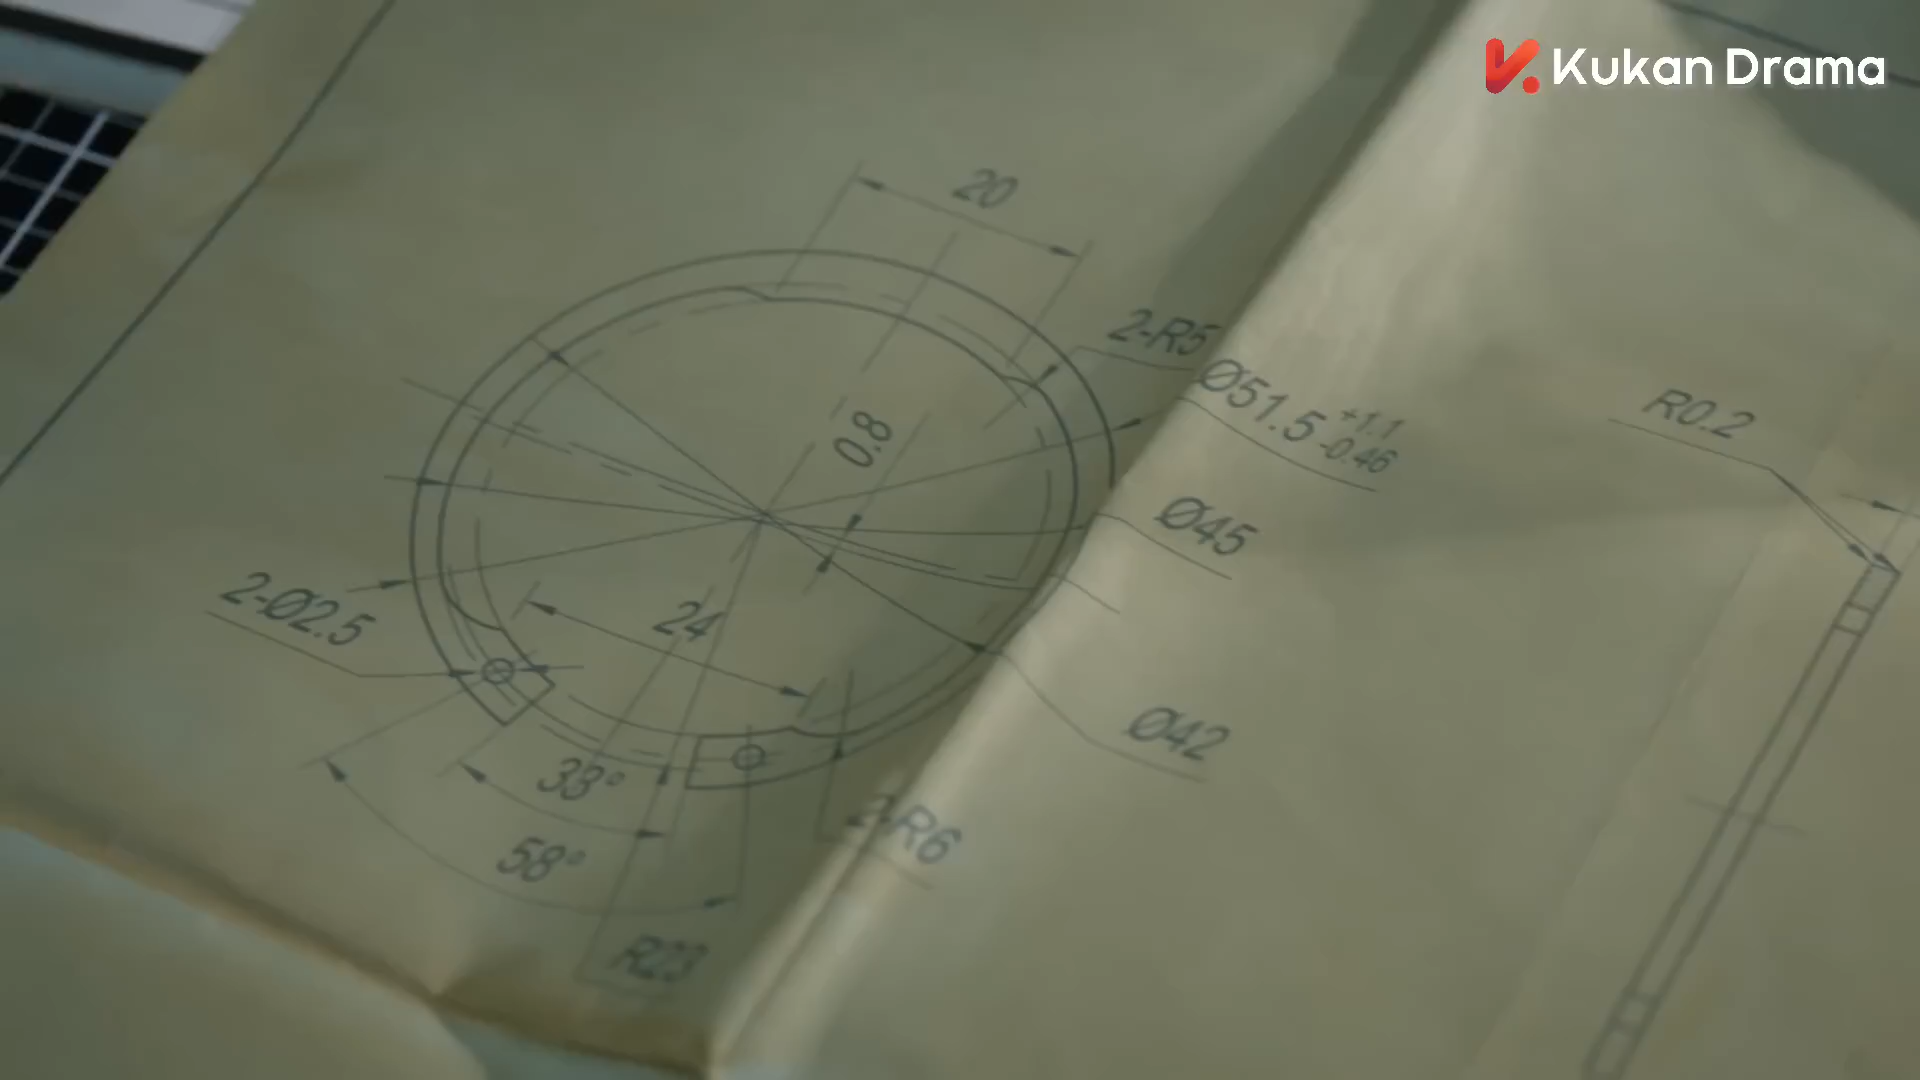 Kukan Drama
20
2-R5
Ø51.5 +1.1 -0.46
R0.2
0.8
Ø45
2-Ø2.5
24
Ø42
33°
2-R6
58°
R23